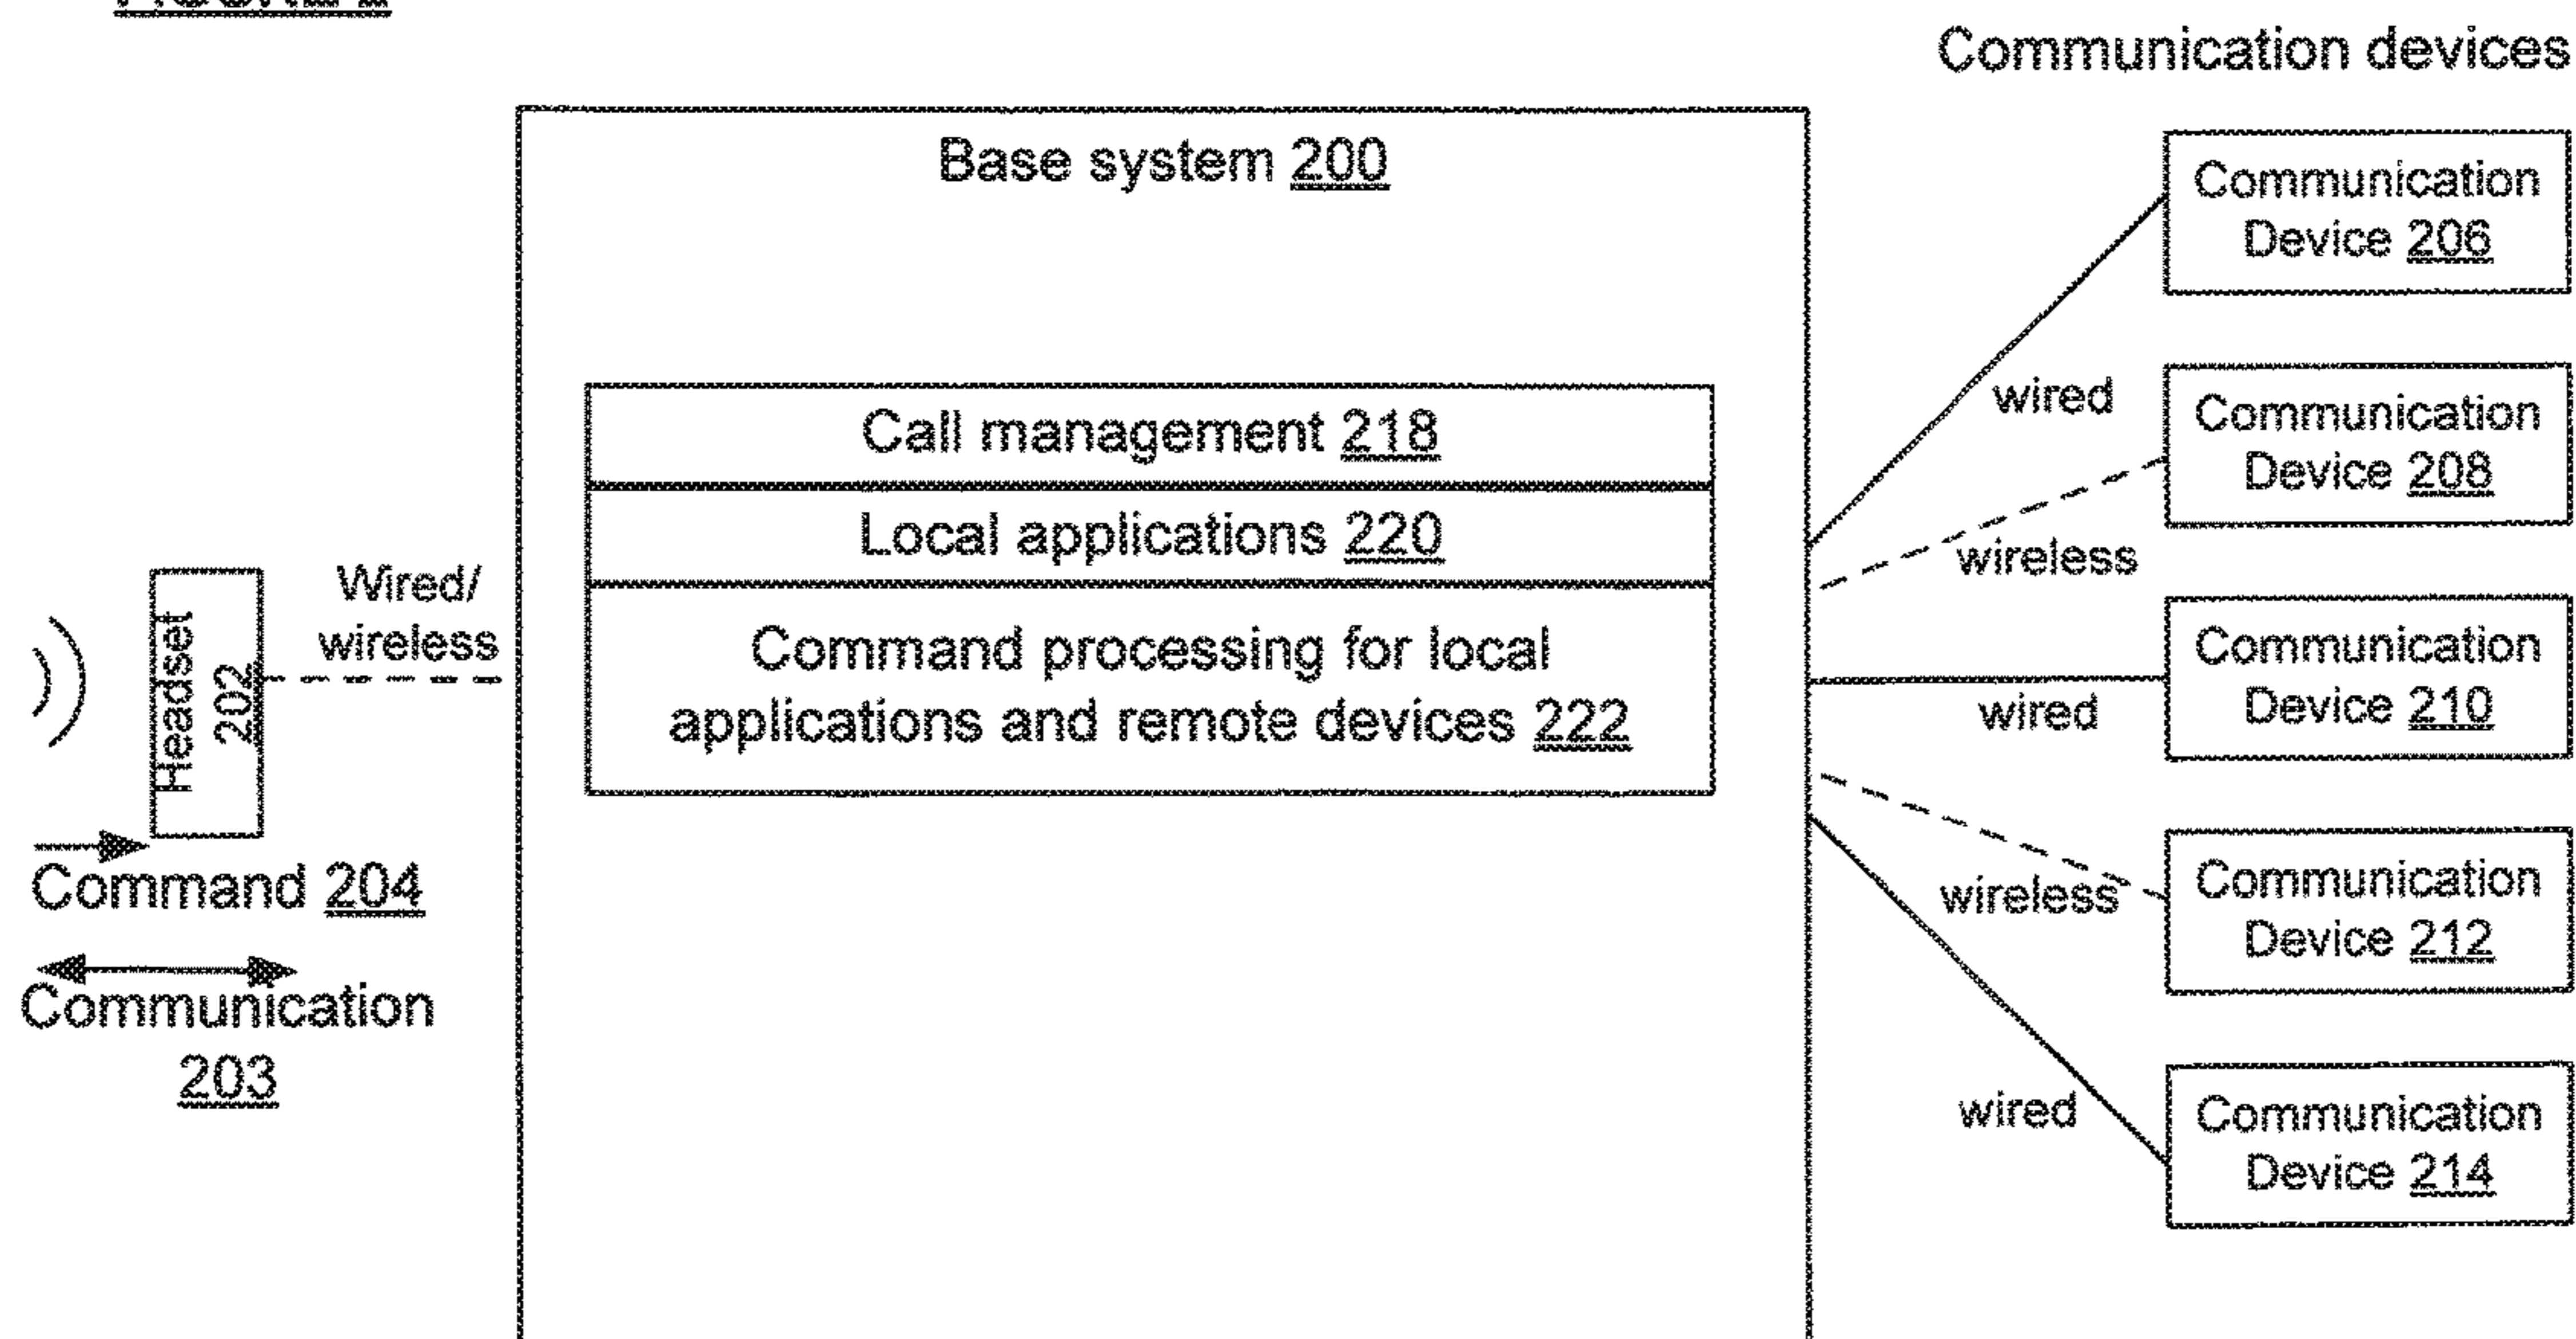 Communication devices
Base system 200
Communication
Device 206
Call management 218
wired
Communication
Device 208
Local applications 220
wireless
Wired/
wireless
Headset
202
Command processing for local
applications and remote devices 222
Communication
Device 210
wired
Command 204
wireless
Communication
Device 212
Communication
203
wired
Communication
Device 214